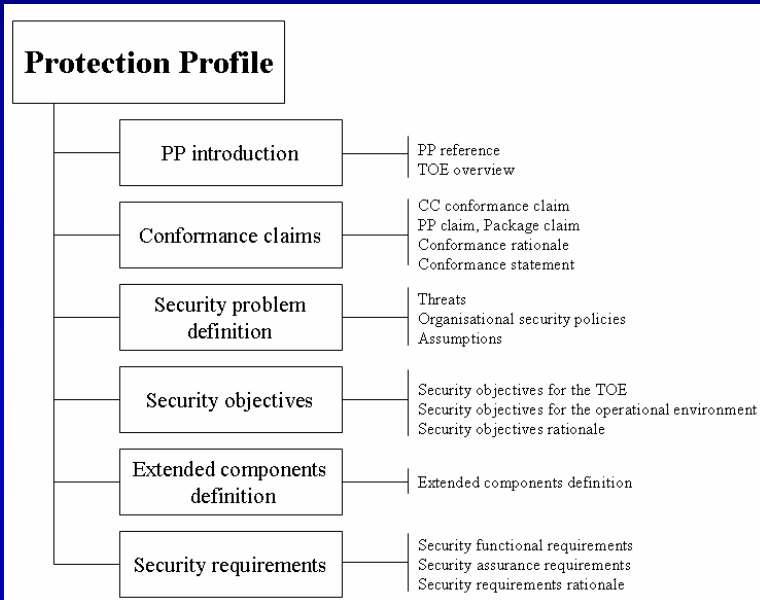 Protection Profile
PP introduction
PP reference
TOE overview
Conformance claims
CC conformance claim
PP claim, Package claim
Conformance rationale
Conformance statement
Security problem
definition
Threats
Organisational security policies
Assumptions
Security objectives
Security objectives for the TOE
Security objectives for the operational environment
Security objectives rationale
Extended components
definition
Extended components definition
Security requirements
Security functional requirements
Security assurance requirements
Security requirements rationale